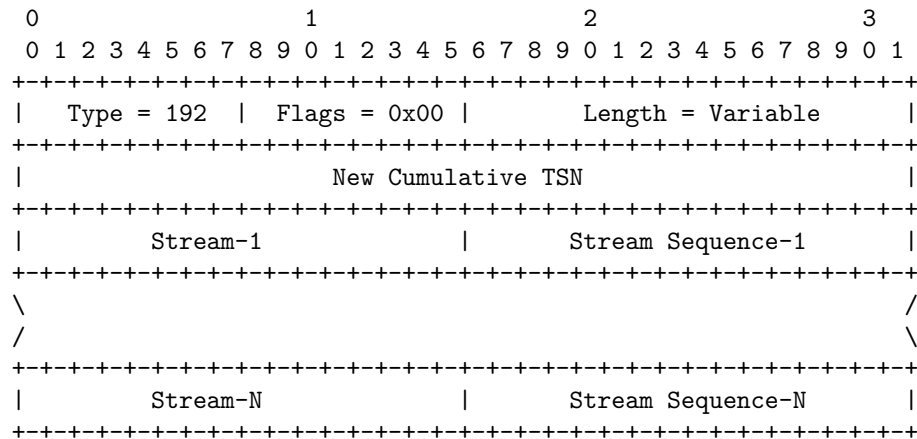 0                   1                   2                   3
 0 1 2 3 4 5 6 7 8 9 0 1 2 3 4 5 6 7 8 9 0 1 2 3 4 5 6 7 8 9 0 1
+-+-+-+-+-+-+-+-+-+-+-+-+-+-+-+-+-+-+-+-+-+-+-+-+-+-+-+-+-+-+-+-+
|   Type = 192  |  Flags = 0x00 |        Length = Variable      |
+-+-+-+-+-+-+-+-+-+-+-+-+-+-+-+-+-+-+-+-+-+-+-+-+-+-+-+-+-+-+-+-+
|                      New Cumulative TSN                       |
+-+-+-+-+-+-+-+-+-+-+-+-+-+-+-+-+-+-+-+-+-+-+-+-+-+-+-+-+-+-+-+-+
|         Stream-1              |       Stream Sequence-1       |
+-+-+-+-+-+-+-+-+-+-+-+-+-+-+-+-+-+-+-+-+-+-+-+-+-+-+-+-+-+-+-+-+
\                                                               /
/                                                               \
+-+-+-+-+-+-+-+-+-+-+-+-+-+-+-+-+-+-+-+-+-+-+-+-+-+-+-+-+-+-+-+-+
|         Stream-N              |       Stream Sequence-N       |
+-+-+-+-+-+-+-+-+-+-+-+-+-+-+-+-+-+-+-+-+-+-+-+-+-+-+-+-+-+-+-+-+